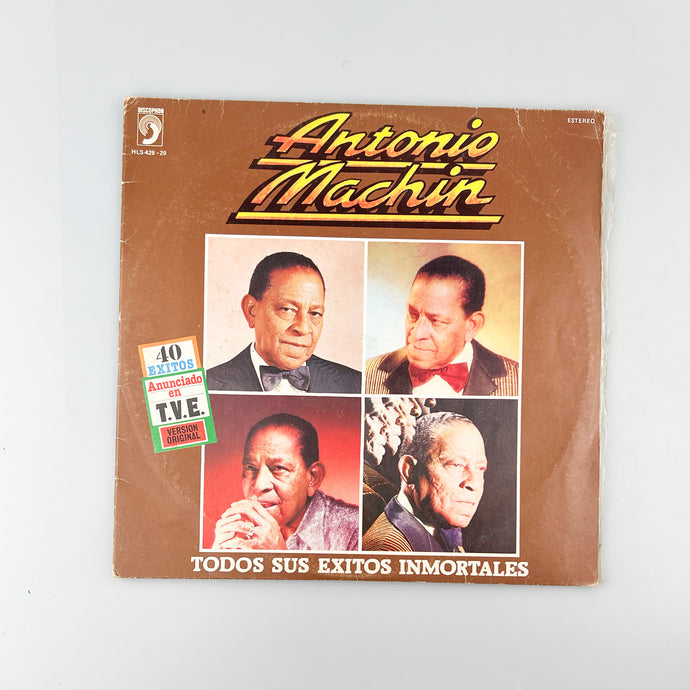 DISCOPHON
HLS-428-29
ESTEREO
Antonio
Machin
40
EXITOS
Anunciado
en
T.V.E.
VERSION
ORIGINAL
TODOS SUS EXITOS INMORTALES